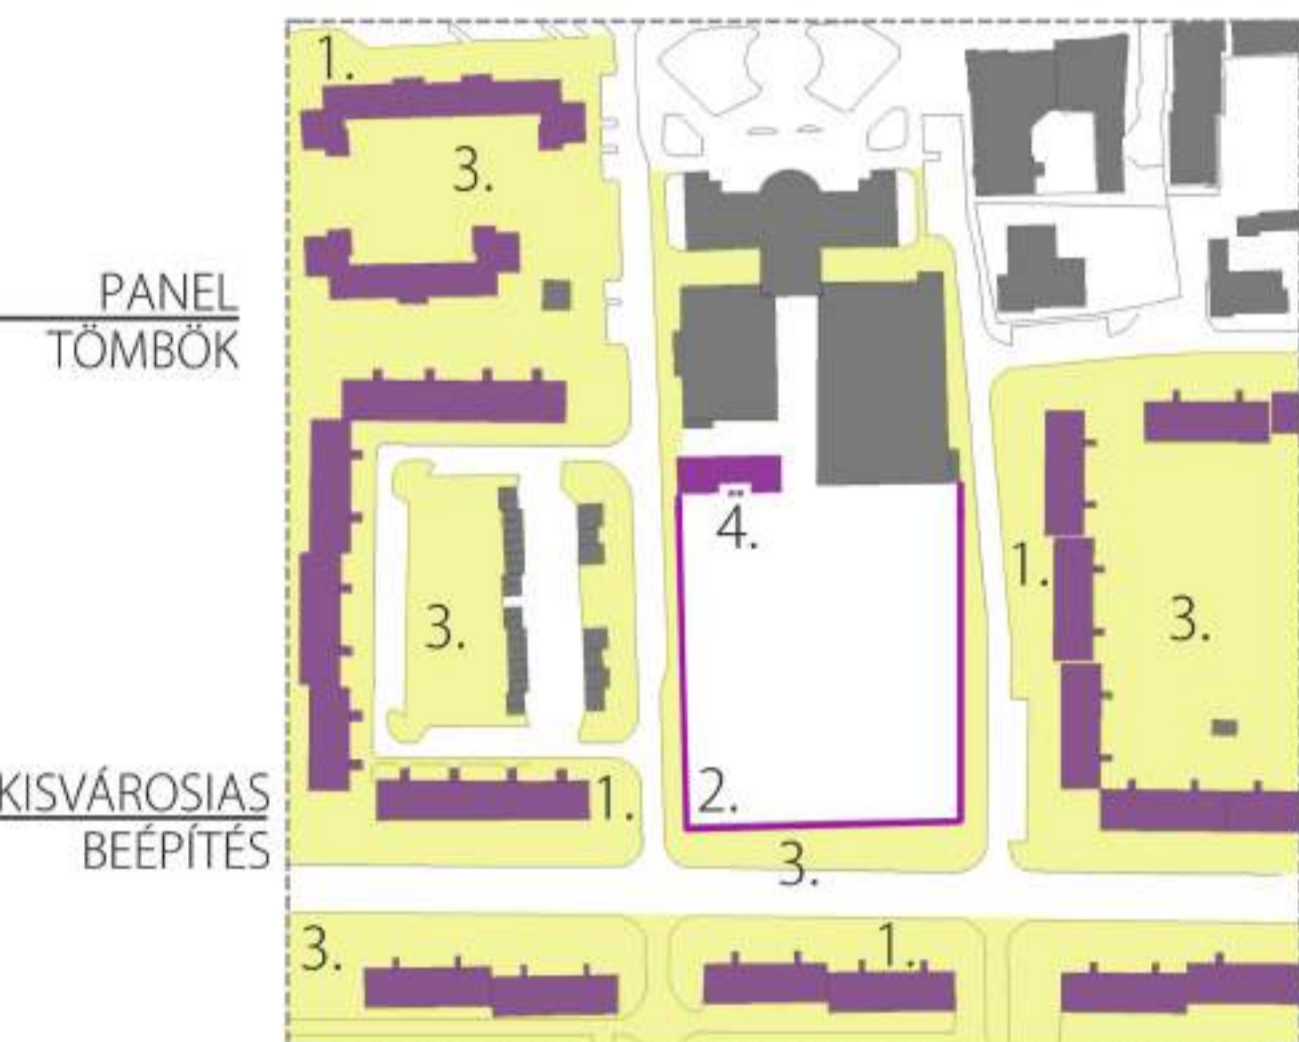 1.
3.
PANEL
TÖMBÖK
4.
1.
3.
3.
KISVÁROSIAS
BEÉPÍTÉS
1.
2.
3.
3.
1.